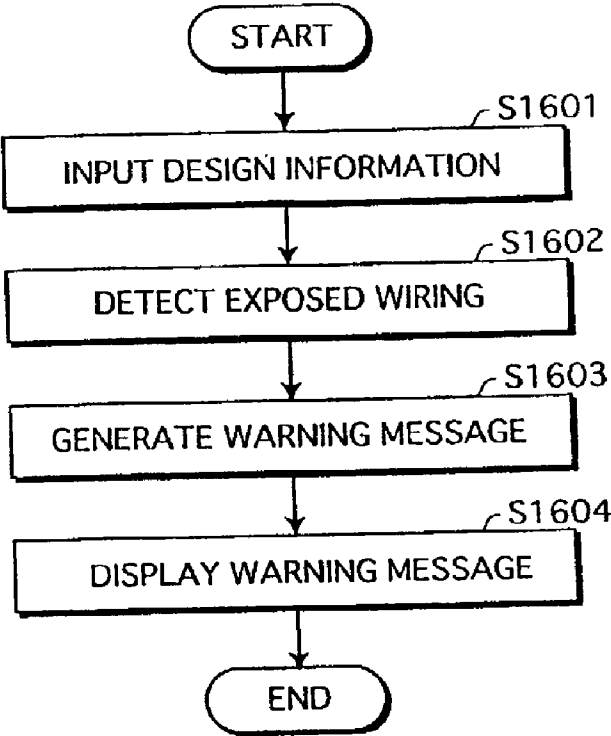 START
S1601
INPUT DESIGN INFORMATION
S1602
DETECT EXPOSED WIRING
S1603
GENERATE WARNING MESSAGE
S1604
DISPLAY WARNING MESSAGE
END